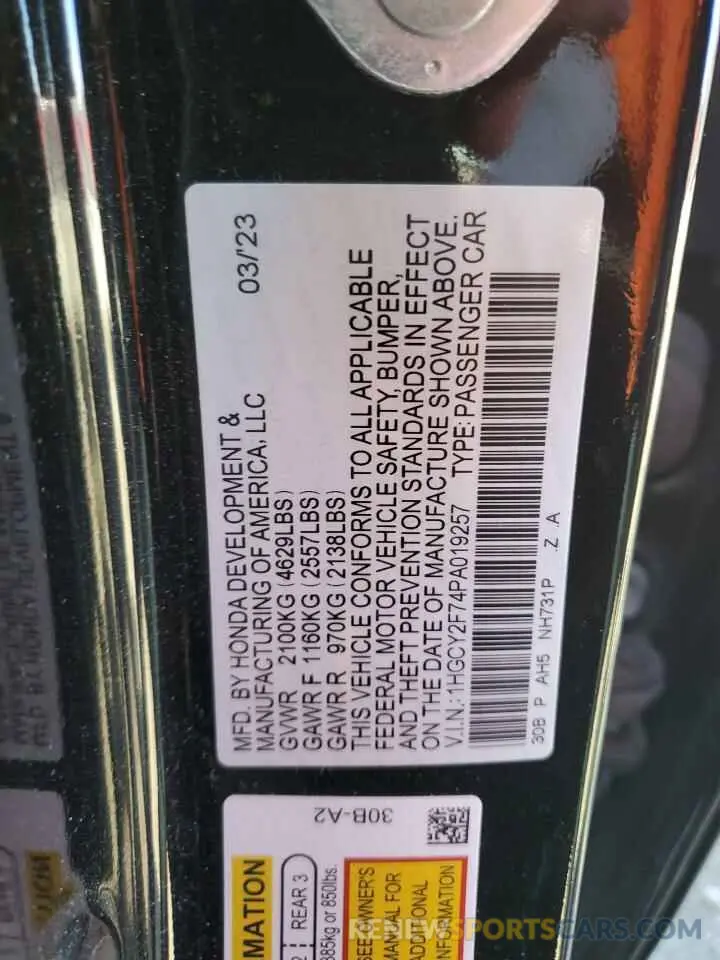 MFD. BY HONDA DEVELOPMENT &
MANUFACTURING OF AMERICA, LLC 03/'23
GVWR 2100KG (4629LBS)
GAWR F 1160KG (2557LBS)
GAWR R 970KG (2138LBS)
THIS VEHICLE CONFORMS TO ALL APPLICABLE
FEDERAL MOTOR VEHICLE SAFETY, BUMPER,
AND THEFT PREVENTION STANDARDS IN EFFECT
ON THE DATE OF MANUFACTURE SHOWN ABOVE.
V.I.N.: 1HGCY2F74PA019257 TYPE: PASSENGER CAR
30B P AH5 NH731P .Z .A
30B-A2
MATION
2 REAR 3
385kg or 850lbs.
SEE OWNER'S
MANUAL FOR
ADDITIONAL
INFORMATION
RENEWSPORTSCARS.COM